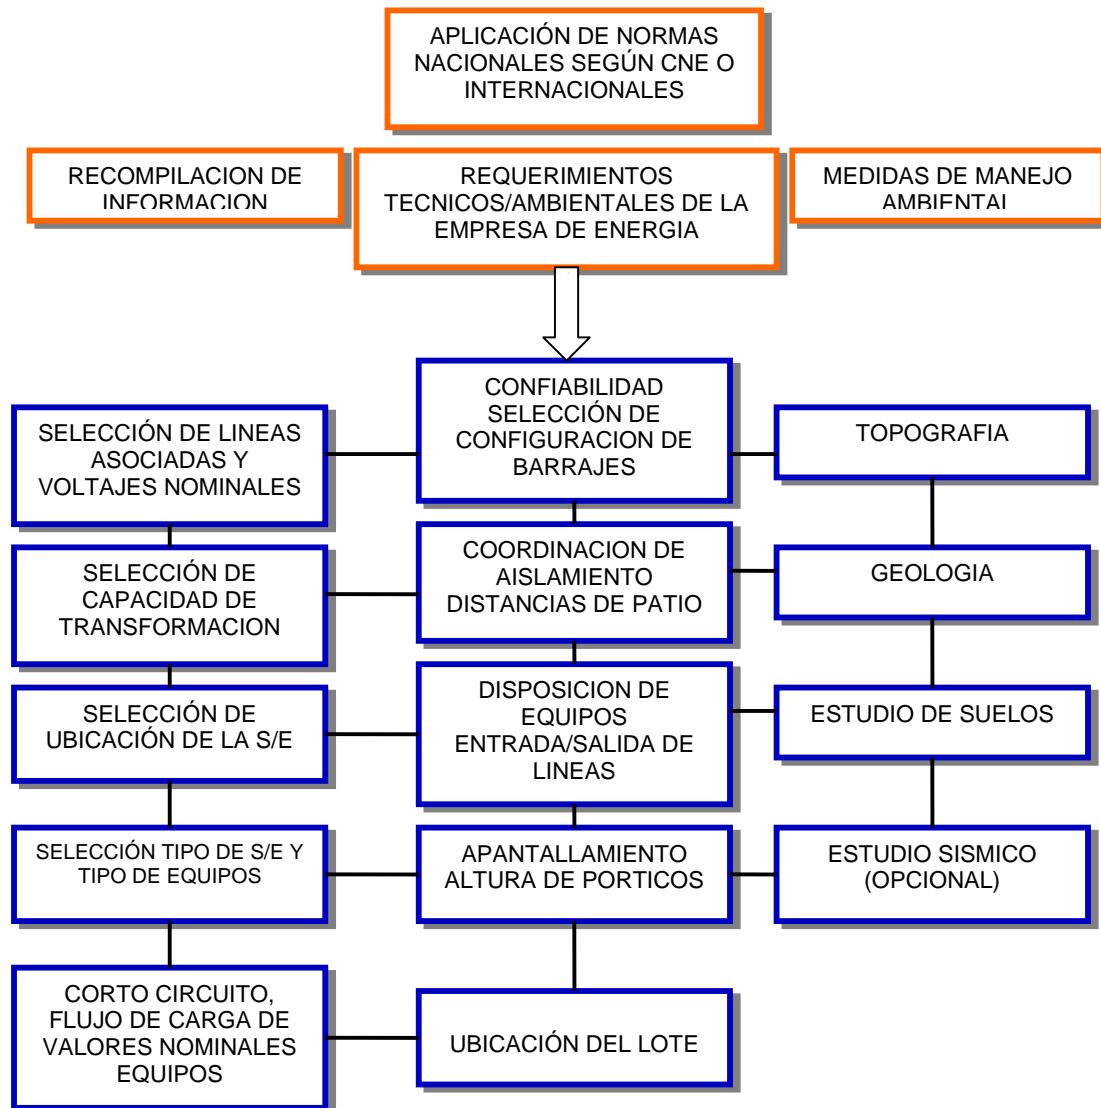 APLICACIÓN DE NORMAS
NACIONALES SEGÚN CNE O
INTERNACIONALES
RECOMPILACION DE
INFORMACION
REQUERIMIENTOS
TECNICOS/AMBIENTALES DE LA
EMPRESA DE ENERGIA
MEDIDAS DE MANEJO
AMBIENTAL
CONFIABILIDAD
SELECCIÓN DE
CONFIGURACION DE
BARRAJES
SELECCIÓN DE LINEAS
ASOCIADAS Y
VOLTAJES NOMINALES
TOPOGRAFIA
SELECCIÓN DE
CAPACIDAD DE
TRANSFORMACION
COORDINACION DE
AISLAMIENTO
DISTANCIAS DE PATIO
GEOLOGIA
SELECCIÓN DE
UBICACIÓN DE LA S/E
DISPOSICION DE
EQUIPOS
ENTRADA/SALIDA DE
LINEAS
ESTUDIO DE SUELOS
SELECCIÓN TIPO DE S/E Y
TIPO DE EQUIPOS
APANTALLAMIENTO
ALTURA DE PORTICOS
ESTUDIO SISMICO
(OPCIONAL)
CORTO CIRCUITO,
FLUJO DE CARGA DE
VALORES NOMINALES
EQUIPOS
UBICACIÓN DEL LOTE